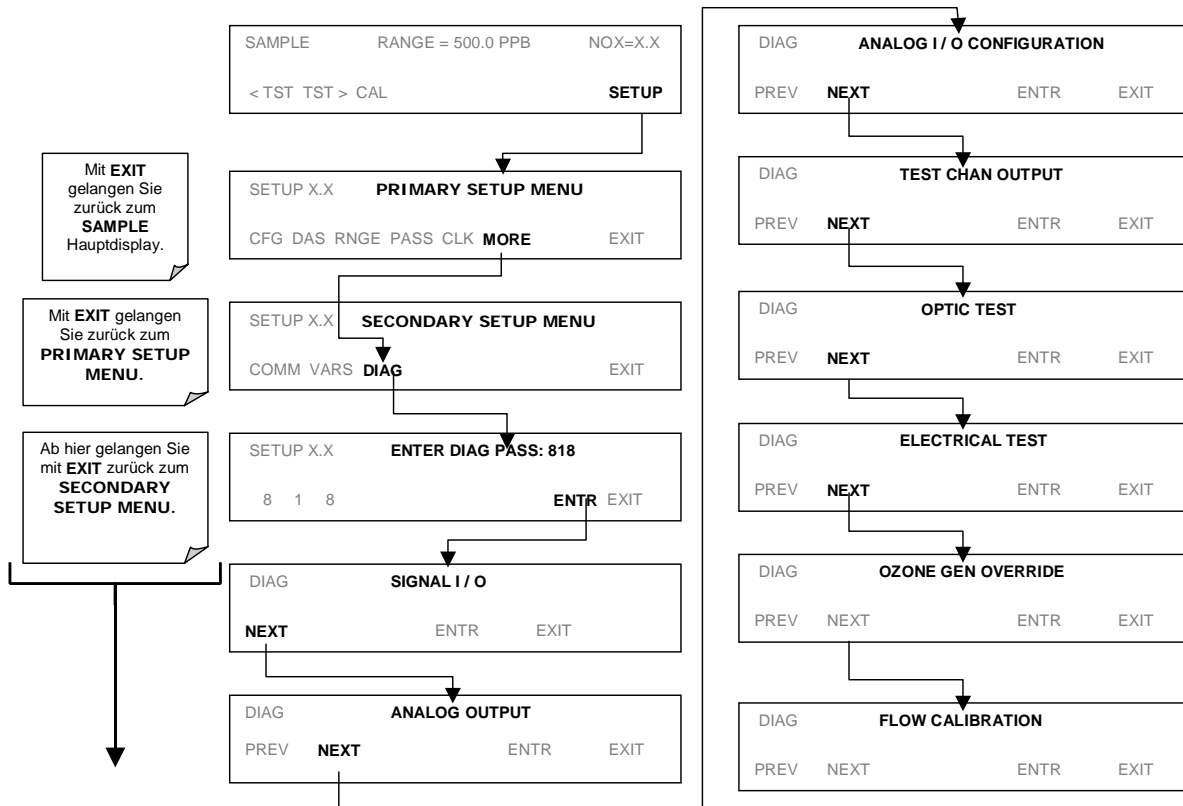 SAMPLE RANGE = 500.0 PPB NOX=X.X
< TST TST > CAL SETUP
Mit EXIT
gelangen Sie
zurück zum
SAMPLE
Hauptdisplay.
SETUP X.X PRIMARY SETUP MENU
CFG DAS RNGE PASS CLK MORE EXIT
Mit EXIT gelangen
Sie zurück zum
PRIMARY SETUP
MENU.
SETUP X.X SECONDARY SETUP MENU
COMM VARS DIAG EXIT
Ab hier gelangen Sie
mit EXIT zurück zum
SECONDARY
SETUP MENU.
SETUP X.X ENTER DIAG PASS: 818
8 1 8 ENTR EXIT
DIAG SIGNAL I / O
NEXT ENTR EXIT
DIAG ANALOG OUTPUT
PREV NEXT ENTR EXIT
DIAG ANALOG I / O CONFIGURATION
PREV NEXT ENTR EXIT
DIAG TEST CHAN OUTPUT
PREV NEXT ENTR EXIT
DIAG OPTIC TEST
PREV NEXT ENTR EXIT
DIAG ELECTRICAL TEST
PREV NEXT ENTR EXIT
DIAG OZONE GEN OVERRIDE
PREV NEXT ENTR EXIT
DIAG FLOW CALIBRATION
PREV NEXT ENTR EXIT